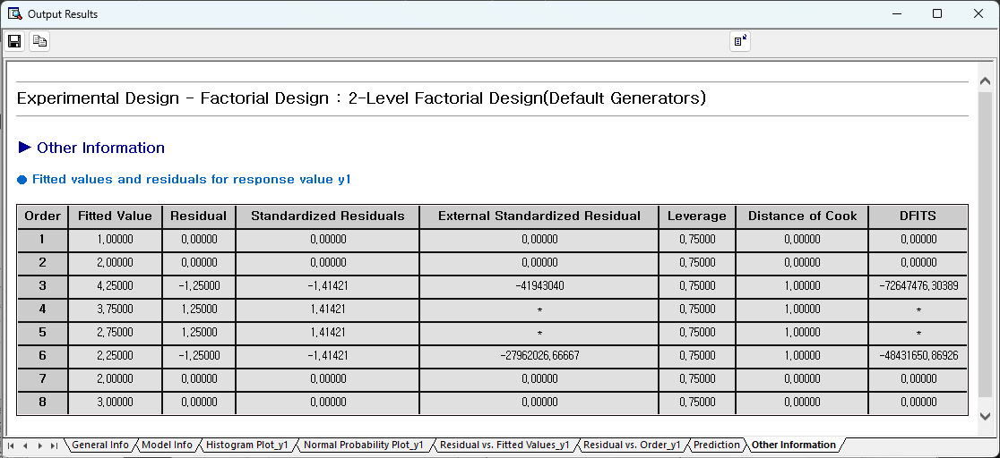 Output Results
Experimental Design - Factorial Design : 2-Level Factorial Design(Default Generators)
► Other Information
● Fitted values and residuals for response value y1
Order Fitted Value Residual Standardized Residuals External Standardized Residual Leverage Distance of Cook DFITS
1 1,00000 0,00000 0,00000 0,00000 0,75000 0,00000 0,00000
2 2,00000 0,00000 0,00000 0,00000 0,75000 0,00000 0,00000
3 4,25000 -1,25000 -1,41421 -41943040 0,75000 1,00000 -72647476,30389
4 3,75000 1,25000 1,41421 * 0,75000 1,00000 *
5 2,75000 1,25000 1,41421 * 0,75000 1,00000 *
6 2,25000 -1,25000 -1,41421 -27962026,66667 0,75000 1,00000 -48431650,86926
7 2,00000 0,00000 0,00000 0,00000 0,75000 0,00000 0,00000
8 3,00000 0,00000 0,00000 0,00000 0,75000 0,00000 0,00000
General Info Model Info Histogram Plot_y1 Normal Probability Plot_y1 Residual vs. Fitted Values_y1 Residual vs. Order_y1 Prediction Other Information